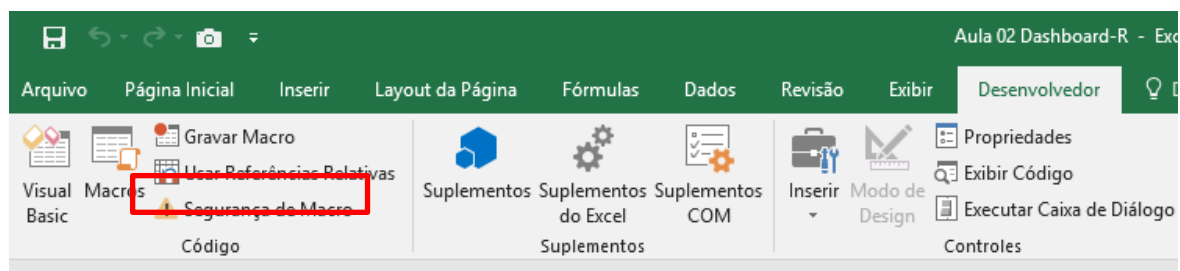 Aula 02 Dashboard-R - Exc
Arquivo Página Inicial Inserir Layout da Página Fórmulas Dados Revisão Exibir Desenvolvedor
Visual Basic
Macros
Gravar Macro
Usar Referências Relativas
Segurança de Macro
Código
Suplementos
Suplementos do Excel
Suplementos COM
Suplementos
Inserir
Modo de Design
Propriedades
Exibir Código
Executar Caixa de Diálogo
Controles